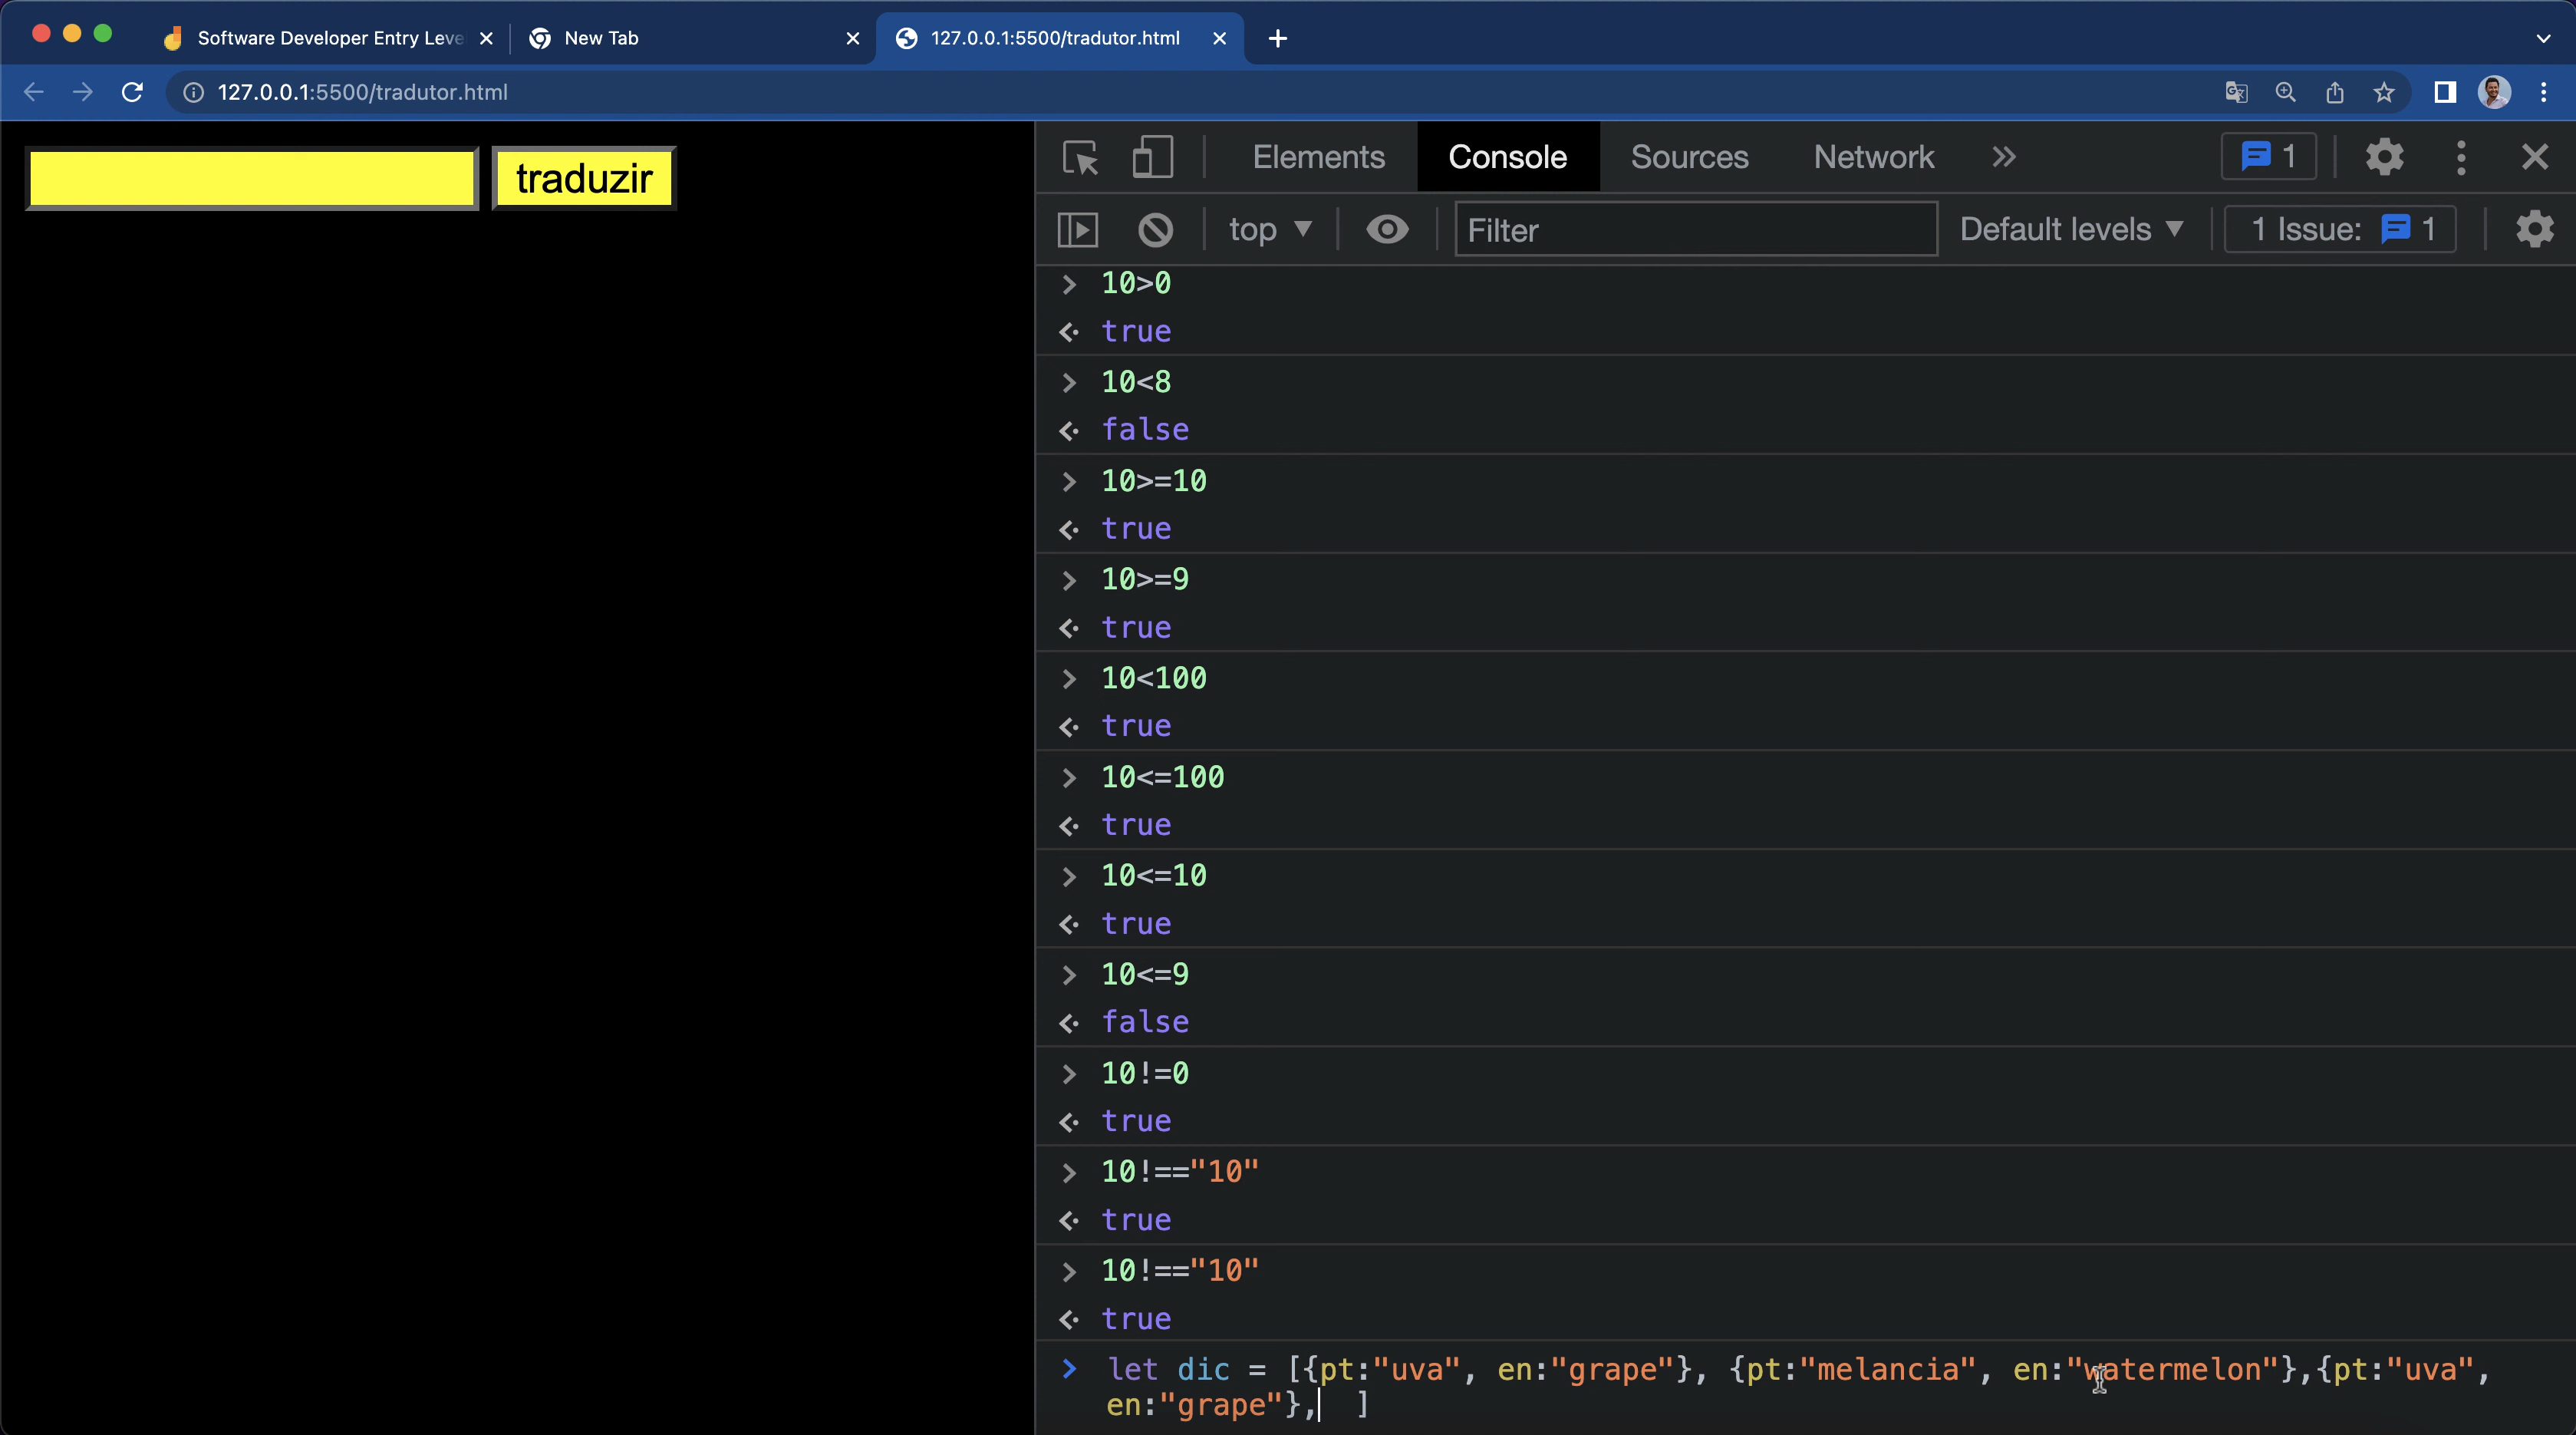 Software Developer Entry Leve
New Tab
127.0.0.1:5500/tradutor.html
127.0.0.1:5500/tradutor.html
traduzir
Elements Console Sources Network 1
top Filter Default levels 1 Issue: 1
10>0
true
10<8
false
10>=10
true
10>=9
true
10<100
true
10<=100
true
10<=10
true
10<=9
false
10!=0
true
10!=="10"
true
10!=="10"
true
let dic = [{pt:"uva", en:"grape"}, {pt:"melancia", en:"watermelon"},{pt:"uva",
en:"grape"},  ]